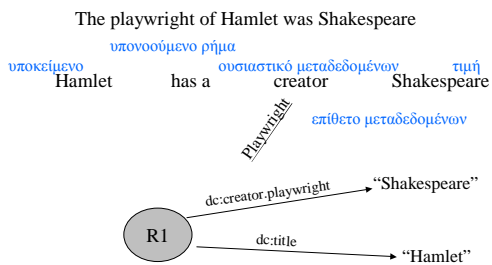 The playwright of Hamlet was Shakespeare
υπονοούμενο ρήμα
υποκείμενο ουσιαστικό μεταδεδομένων τιμή
Hamlet has a creator Shakespeare
Playwright
επίθετο μεταδεδομένων
dc:creator.playwright
“Shakespeare”
R1
dc:title
“Hamlet”